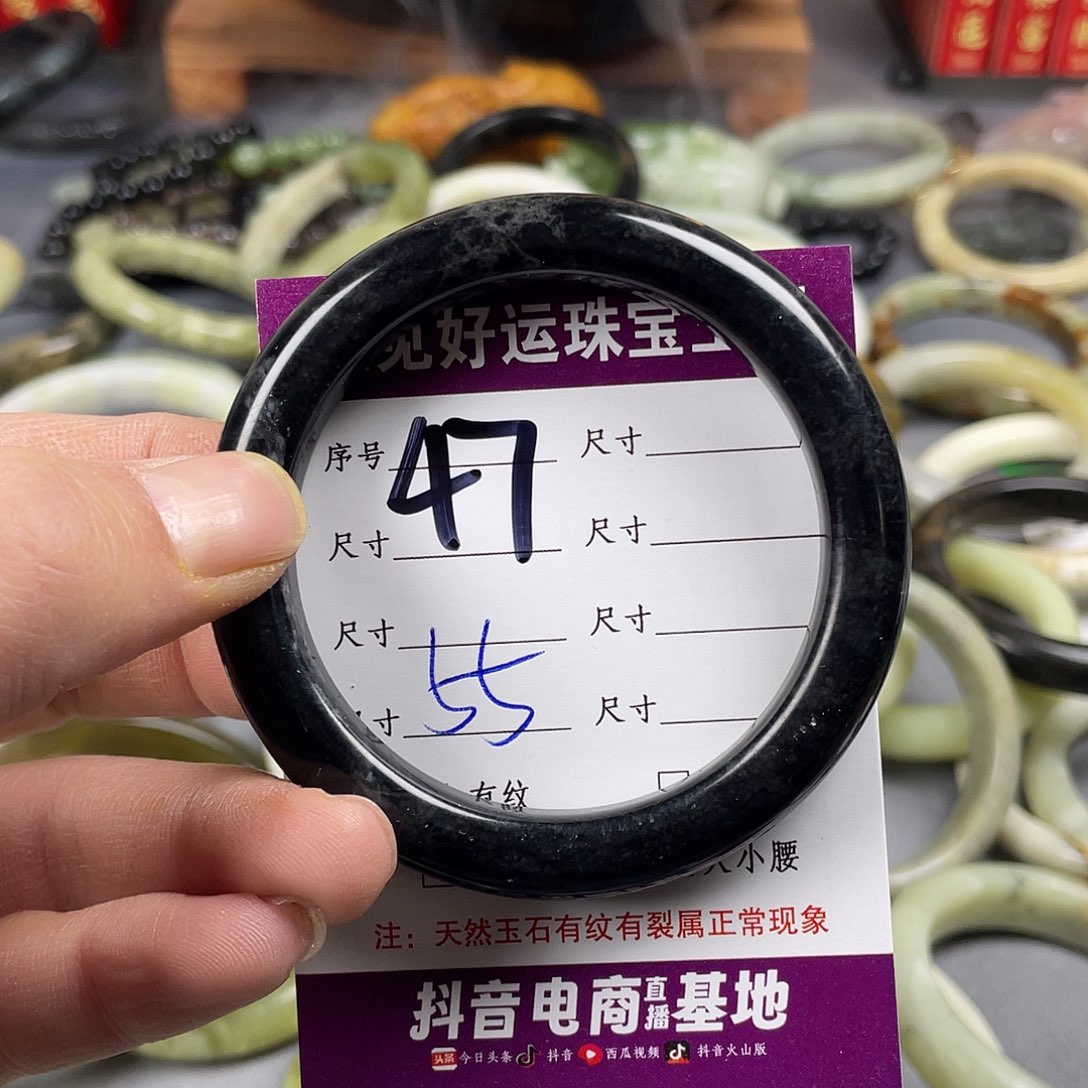 见好运珠宝
序号 47 尺寸
尺寸 尺寸
尺寸 尺寸
55
尺寸 尺寸
有纹
小腰
注：天然玉石有纹有裂属正常现象
抖音电商直播基地
头条 今日头条 抖音 西瓜视频 抖音火山版